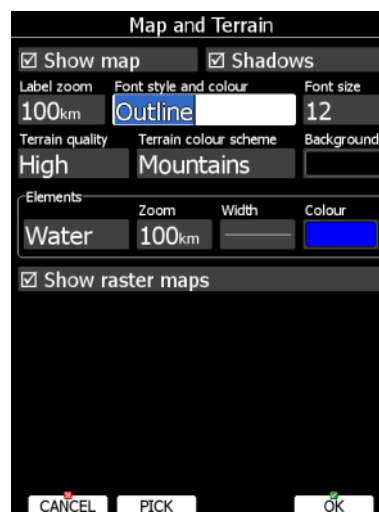 Map and Terrain
Show map Shadows
Label zoom Font style and colour Font size
100km Outline 12
Terrain quality Terrain colour scheme Background
High Mountains
Elements
Zoom Width Colour
Water 100km
Show raster maps
CANCEL PICK OK